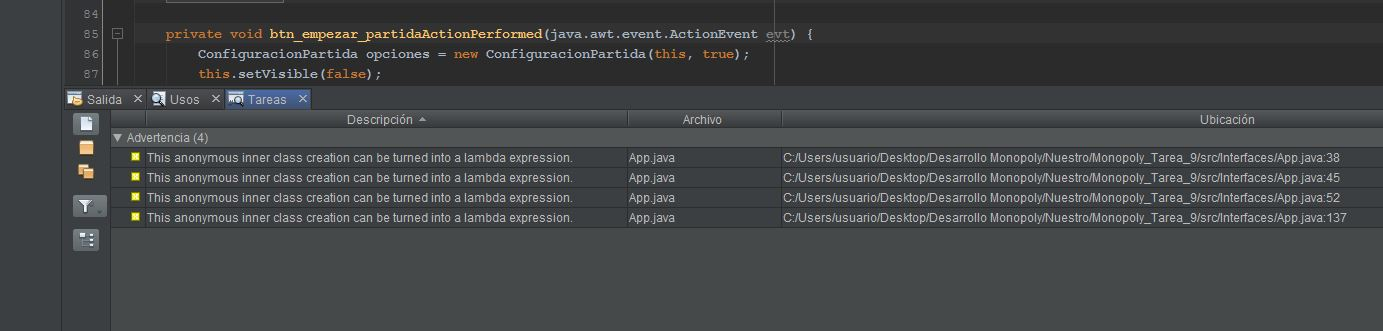 84
85 private void btn_empezar_partidaActionPerformed(java.awt.event.ActionEvent evt) {
86 ConfiguracionPartida opciones = new ConfiguracionPartida(this, true);
87 this.setVisible(false);
Salida Usos Tareas
Descripción Archivo Ubicación
Advertencia (4)
This anonymous inner class creation can be turned into a lambda expression. App.java C:/Users/usuario/Desktop/Desarrollo Monopoly/Nuestro/Monopoly_Tarea_9/src/Interfaces/App.java:38
This anonymous inner class creation can be turned into a lambda expression. App.java C:/Users/usuario/Desktop/Desarrollo Monopoly/Nuestro/Monopoly_Tarea_9/src/Interfaces/App.java:45
This anonymous inner class creation can be turned into a lambda expression. App.java C:/Users/usuario/Desktop/Desarrollo Monopoly/Nuestro/Monopoly_Tarea_9/src/Interfaces/App.java:52
This anonymous inner class creation can be turned into a lambda expression. App.java C:/Users/usuario/Desktop/Desarrollo Monopoly/Nuestro/Monopoly_Tarea_9/src/Interfaces/App.java:137